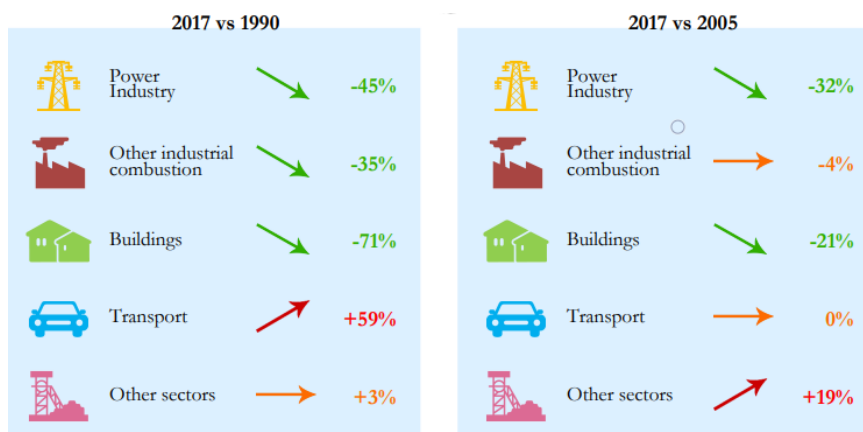 2017 vs 1990
Power
Industry
-45%
Other industrial
combustion
-35%
Buildings
-71%
Transport
+59%
Other sectors
+3%
2017 vs 2005
Power
Industry
-32%
Other industrial
combustion
-4%
Buildings
-21%
Transport
0%
Other sectors
+19%